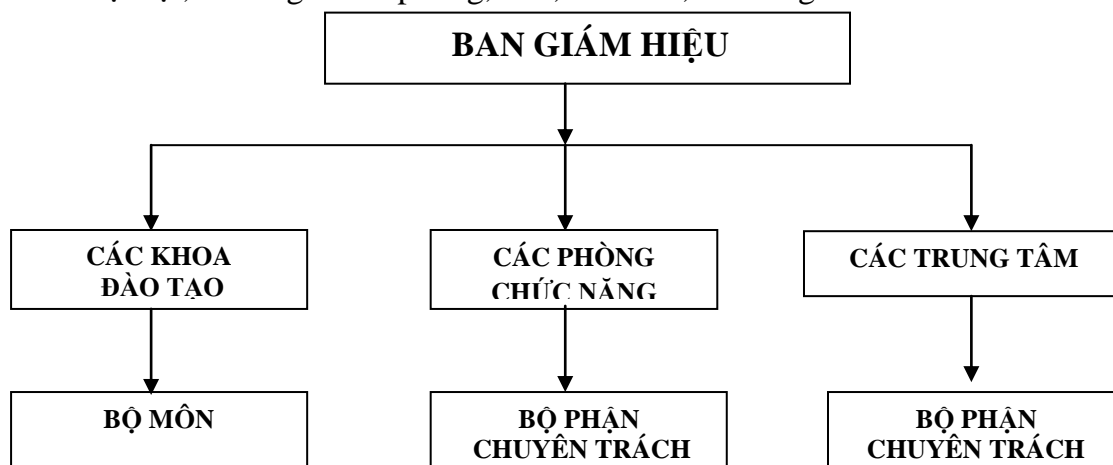 BAN GIÁM HIỆU
CÁC KHOA
ĐÀO TẠO
CÁC PHÒNG
CHỨC NĂNG
CÁC TRUNG TÂM
BỘ MÔN
BỘ PHẬN
CHUYÊN TRÁCH
BỘ PHẬN
CHUYÊN TRÁCH